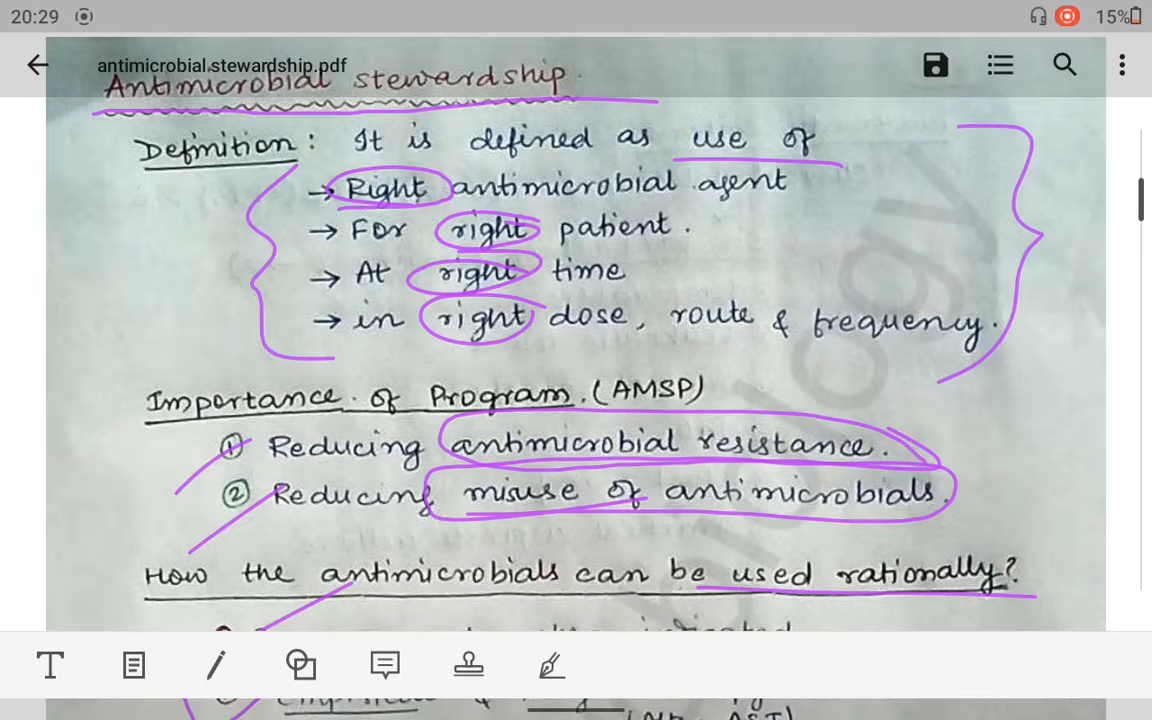 20:29 15%
antimicrobial.stewardship.pdf
Antimicrobial stewardship.
Definition: It is defined as use of
→ Right antimicrobial agent
→ For right patient.
→ At right time
→ in right dose, route & frequency.
Importance of Program. (AMSP)
① Reducing antimicrobial resistance.
② Reducing misuse of antimicrobials.
How the antimicrobials can be used rationally?
indicated
AST)